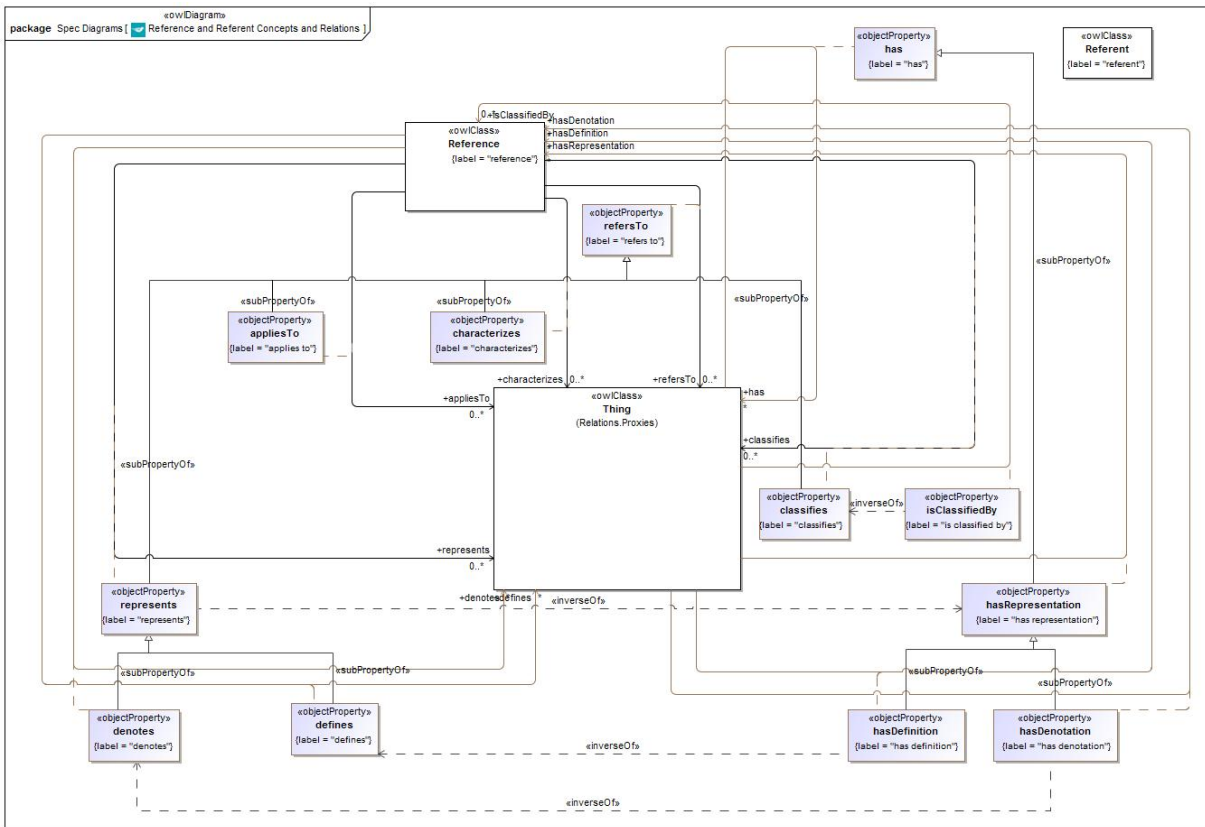 «owlDiagram»
package Spec Diagrams [ Reference and Referent Concepts and Relations ]
«objectProperty»
has
{label = "has"}
«owlClass»
Referent
{label = "referent"}
+isClassifiedBy
+hasDenotation
+hasDefinition
+hasRepresentation
«owlClass»
Reference
{label = "reference"}
«objectProperty»
refersTo
{label = "refers to"}
«subPropertyOf»
«subPropertyOf»
«subPropertyOf»
«subPropertyOf»
«objectProperty»
appliesTo
{label = "applies to"}
«objectProperty»
characterizes
{label = "characterizes"}
+characterizes 0..*
+refersTo 0..*
+appliesTo
0..*
«owlClass»
Thing
(Relations.Proxies)
+has
*
+classifies
0..*
«subPropertyOf»
«objectProperty»
classifies
{label = "classifies"}
«inverseOf»
«objectProperty»
isClassifiedBy
{label = "is classified by"}
+represents
0..*
«objectProperty»
represents
{label = "represents"}
+denotes
+defines
*
«inverseOf»
«objectProperty»
hasRepresentation
{label = "has representation"}
«subPropertyOf»
«subPropertyOf»
«subPropertyOf»
«subPropertyOf»
«objectProperty»
denotes
{label = "denotes"}
«objectProperty»
defines
{label = "defines"}
«objectProperty»
hasDefinition
{label = "has definition"}
«objectProperty»
hasDenotation
{label = "has denotation"}
«inverseOf»
«inverseOf»